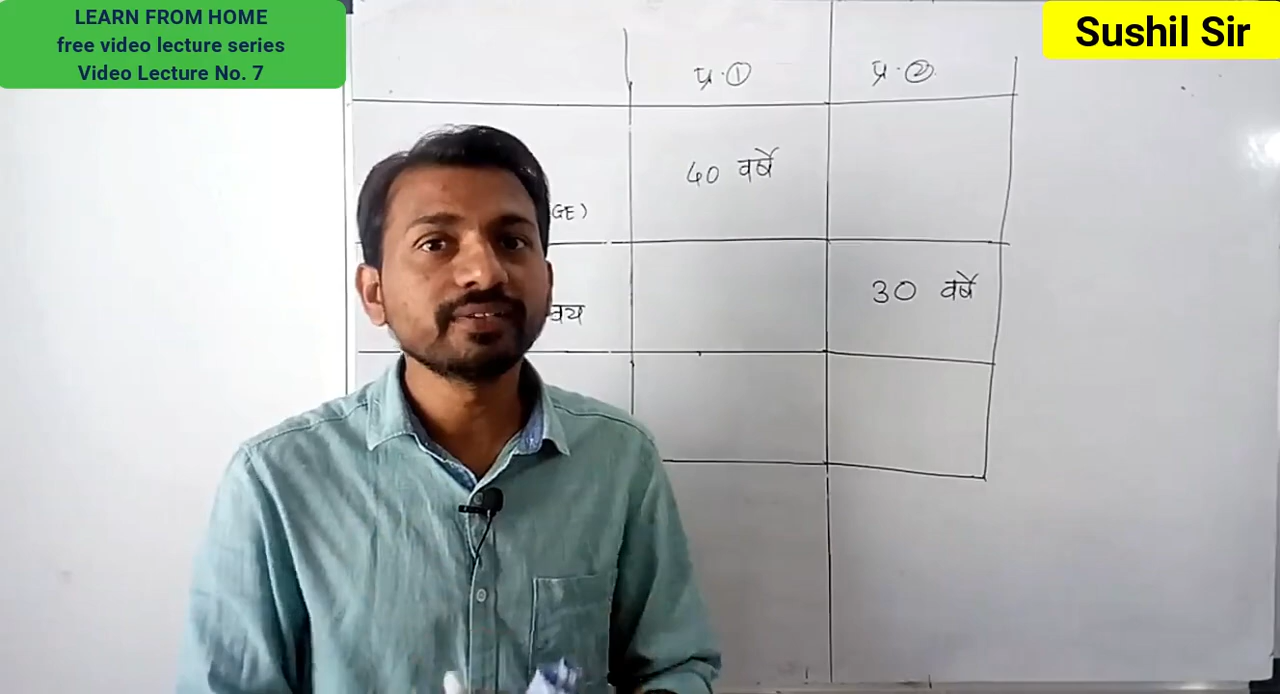 LEARN FROM HOME
free video lecture series
Video Lecture No. 7
Sushil Sir
प्र.①
प्र.②
40 वर्षे
GE)
30 वर्षे
वय